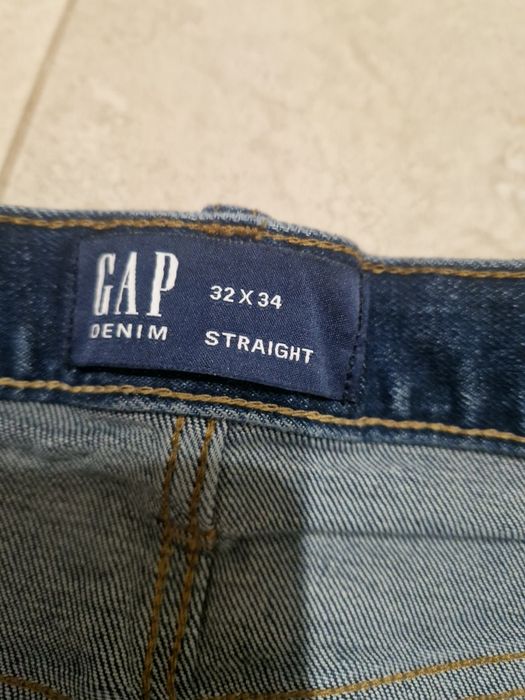 GAP
DENIM
32 X 34
STRAIGHT